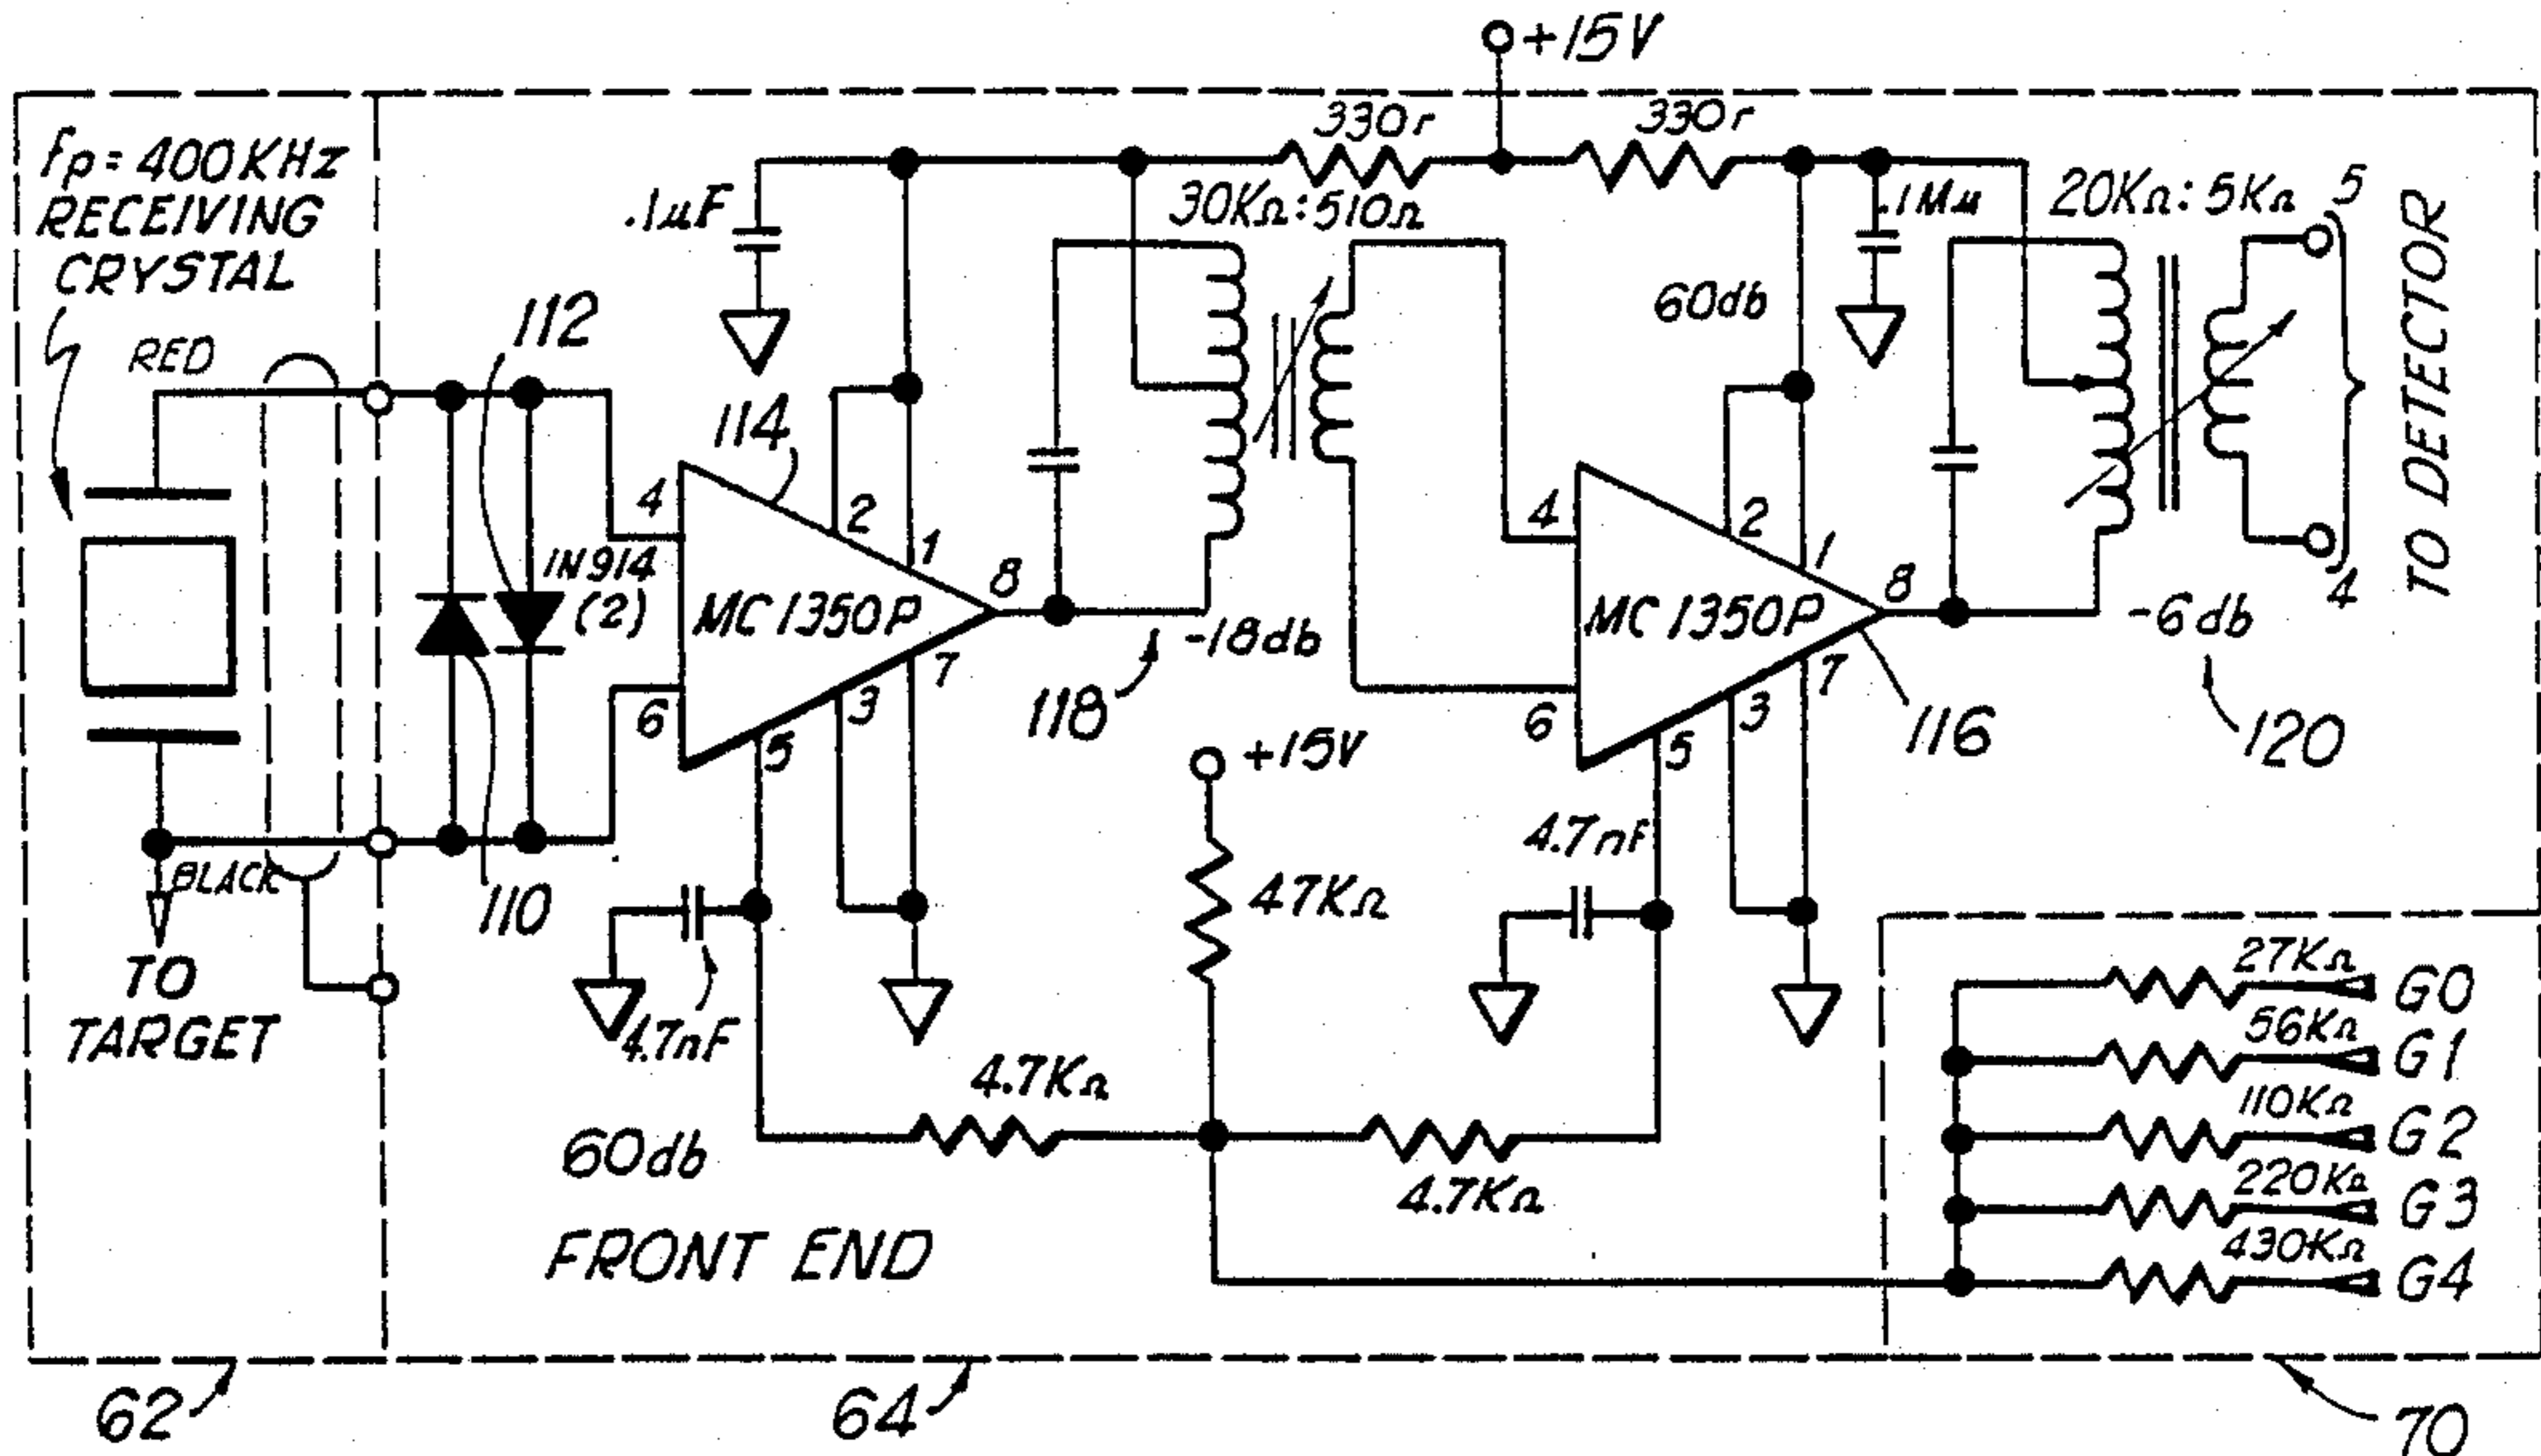 +15V
fp = 400KHz
RECEIVING
CRYSTAL
RED
112
.1µF
330r
330r
30KΩ:510Ω
.1Mµ
20KΩ:5KΩ
5
TO DETECTOR
60db
114
4
2
1
8
1N914
(2)
MC1350P
-18db
118
6
5
3
7
4
2
1
8
MC1350P
-6db
120
6
5
3
7
116
4
BLACK
110
TO
TARGET
4.7nF
+15V
47KΩ
4.7nF
4.7KΩ
4.7KΩ
60db
FRONT END
27KΩ
G0
56KΩ
G1
110KΩ
G2
220KΩ
G3
430KΩ
G4
62
64
70